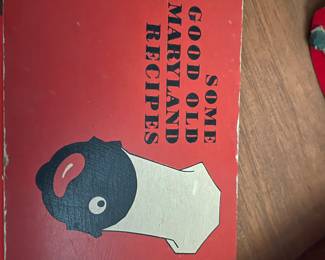 SOME
GOOD OLD
MARYLAND
RECIPES